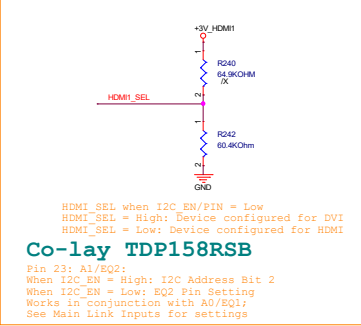 +3V_HDMI1
1
R240
64.9KOHM
/X
2
HDMI1_SEL
1
R242
60.4KOhm
2
GND
HDMI_SEL when I2C_EN/PIN = Low
HDMI_SEL = High: Device configured for DVI
HDMI_SEL = Low: Device configured for HDMI
Co-lay TDP158RSB
Pin 23: A1/EQ2:
When I2C_EN = High: I2C Address Bit 2
When I2C_EN = Low: EQ2 Pin Setting
Works in conjunction with A0/EQ1;
See Main Link Inputs for settings